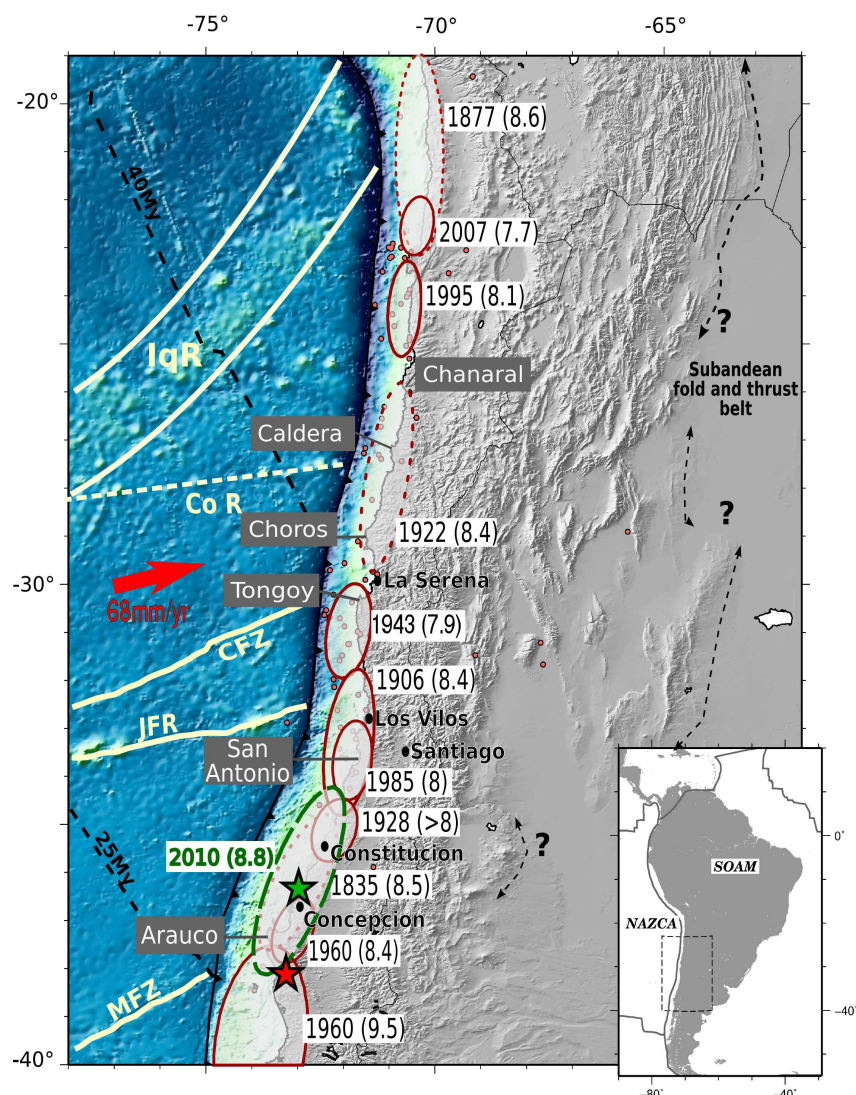 -75° -70° -65°
-20°
1877 (8.6)
40My
2007 (7.7)
1995 (8.1)
?
IqR
Chanaral
Subandean
fold and thrust
belt
Caldera
Co R
?
Choros
1922 (8.4)
-30°
La Serena
Tongoy
68mm/yr
1943 (7.9)
CFZ
1906 (8.4)
JFR
Los Vilos
San
Antonio
Santiago
1985 (8)
1928 (>8)
0°
25My
2010 (8.8)
Constitucion
?
SOAM
1835 (8.5)
Concepcion
NAZCA
Arauco
1960 (8.4)
MFZ
1960 (9.5)
-40°
-40°
-80° -40°